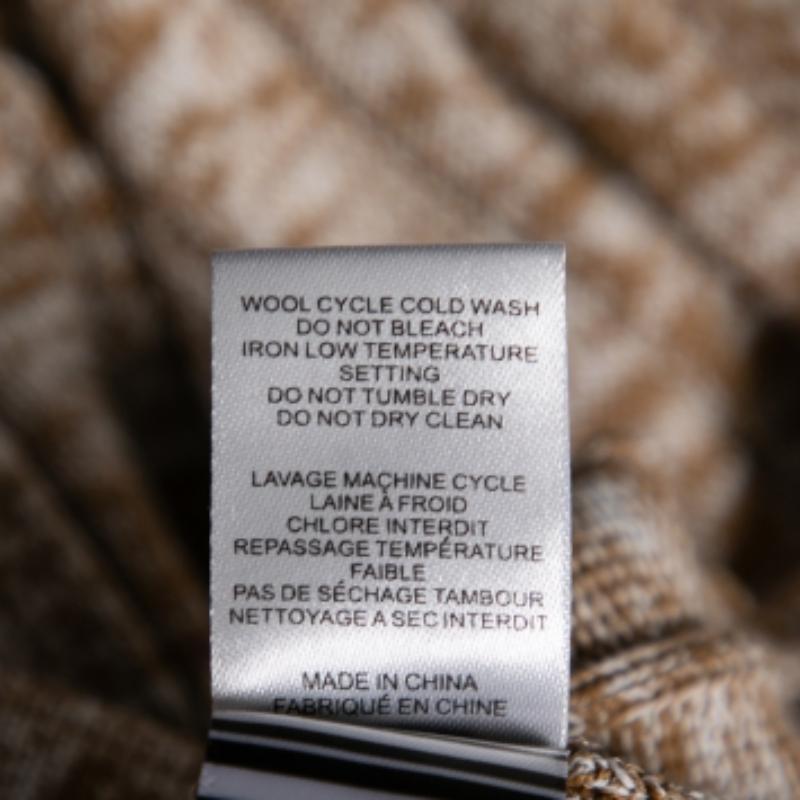 WOOL CYCLE COLD WASH
DO NOT BLEACH
IRON LOW TEMPERATURE
SETTING
DO NOT TUMBLE DRY
DO NOT DRY CLEAN
LAVAGE MAÇHINE CYCLE
LAINE À FROID
CHLORE INTERDIT
REPASSAGE TEMPÉRATURE
FAIBLE
PAS DE SÉCHAGE TAMBOUR
NETTOYAGE A SEC INTERDIT
MADE IN CHINA
FABRIQUÉ EN CHINE